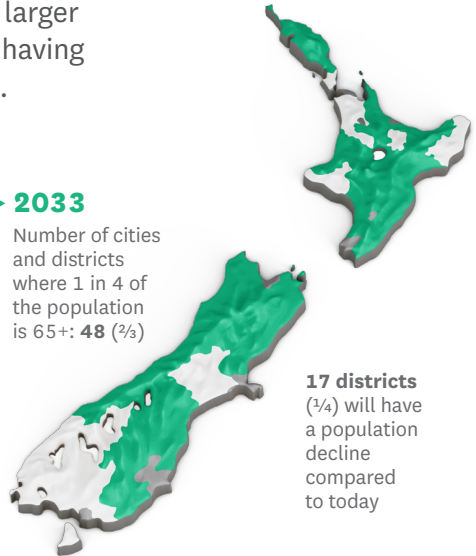 larger
having
.
2033
Number of cities
and districts
where 1 in 4 of
the population
is 65+: 48 (⅔)
17 districts
(¼) will have
a population
decline
compared
to today